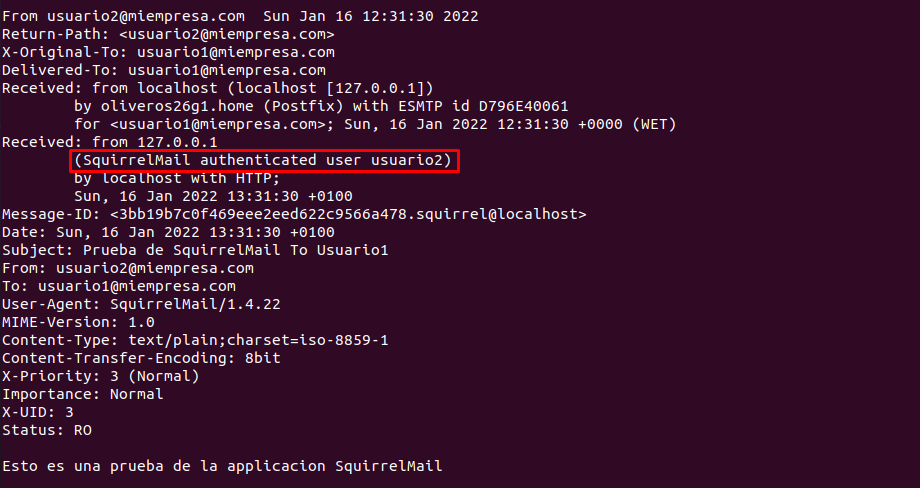 From usuario2@miempresa.com  Sun Jan 16 12:31:30 2022
Return-Path: <usuario2@miempresa.com>
X-Original-To: usuario1@miempresa.com
Delivered-To: usuario1@miempresa.com
Received: from localhost (localhost [127.0.0.1])
        by oliveros26g1.home (Postfix) with ESMTP id D796E40061
        for <usuario1@miempresa.com>; Sun, 16 Jan 2022 12:31:30 +0000 (WET)
Received: from 127.0.0.1
        (SquirrelMail authenticated user usuario2)
        by localhost with HTTP;
        Sun, 16 Jan 2022 13:31:30 +0100
Message-ID: <3bb19b7c0f469eee2eed622c9566a478.squirrel@localhost>
Date: Sun, 16 Jan 2022 13:31:30 +0100
Subject: Prueba de SquirrelMail To Usuario1
From: usuario2@miempresa.com
To: usuario1@miempresa.com
User-Agent: SquirrelMail/1.4.22
MIME-Version: 1.0
Content-Type: text/plain;charset=iso-8859-1
Content-Transfer-Encoding: 8bit
X-Priority: 3 (Normal)
Importance: Normal
X-UID: 3
Status: RO

Esto es una prueba de la applicacion SquirrelMail